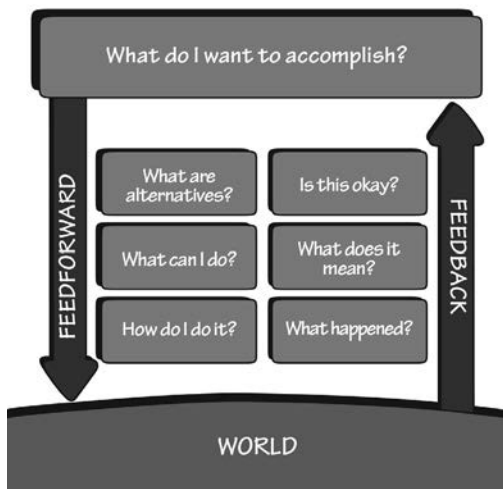 What do I want to accomplish?
FEEDFORWARD
What are
alternatives?
What can I do?
How do I do it?
Is this okay?
What does it
mean?
What happened?
FEEDBACK
WORLD